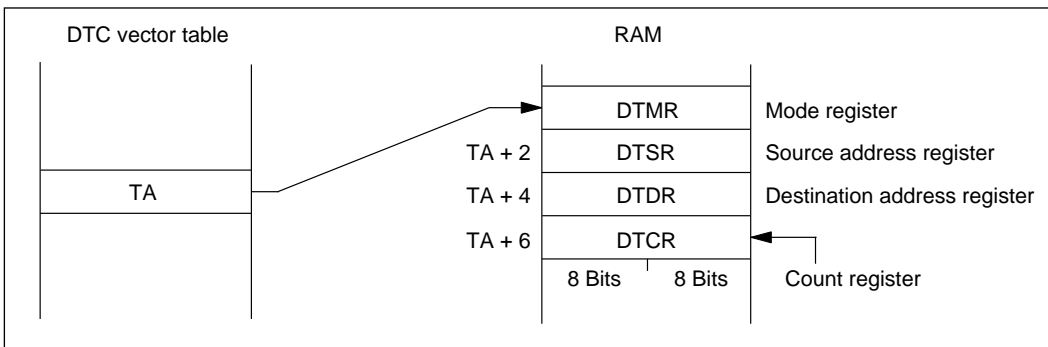 DTC vector table
RAM
DTMR
Mode register
TA + 2
DTSR
Source address register
TA
TA + 4
DTDR
Destination address register
TA + 6
DTCR
8 Bits
8 Bits
Count register